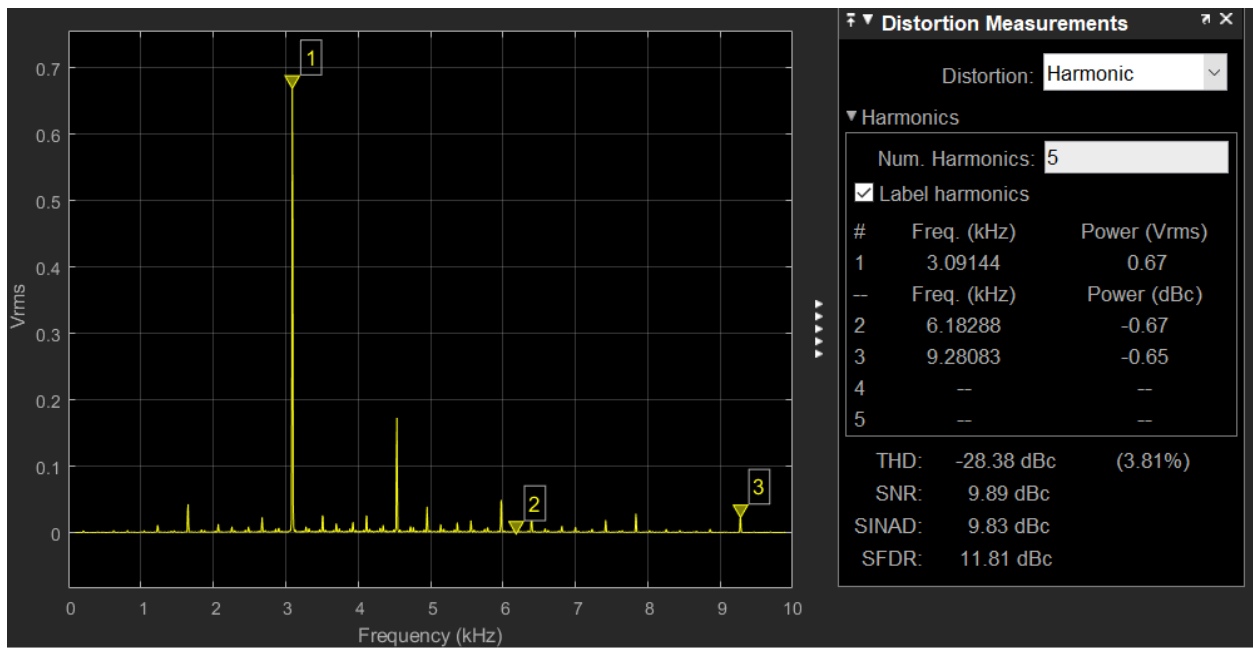 0.7
0.6
0.5
0.4
0.3
0.2
0.1
0
Vrms
1
2
3
0 1 2 3 4 5 6 7 8 9 10
Frequency (kHz)
Distortion Measurements
Distortion: Harmonic
Harmonics
Num. Harmonics: 5
Label harmonics
# Freq. (kHz) Power (Vrms)
1 3.09144 0.67
-- Freq. (kHz) Power (dBc)
2 6.18288 -0.67
3 9.28083 -0.65
4 -- --
5 -- --
THD: -28.38 dBc (3.81%)
SNR: 9.89 dBc
SINAD: 9.83 dBc
SFDR: 11.81 dBc